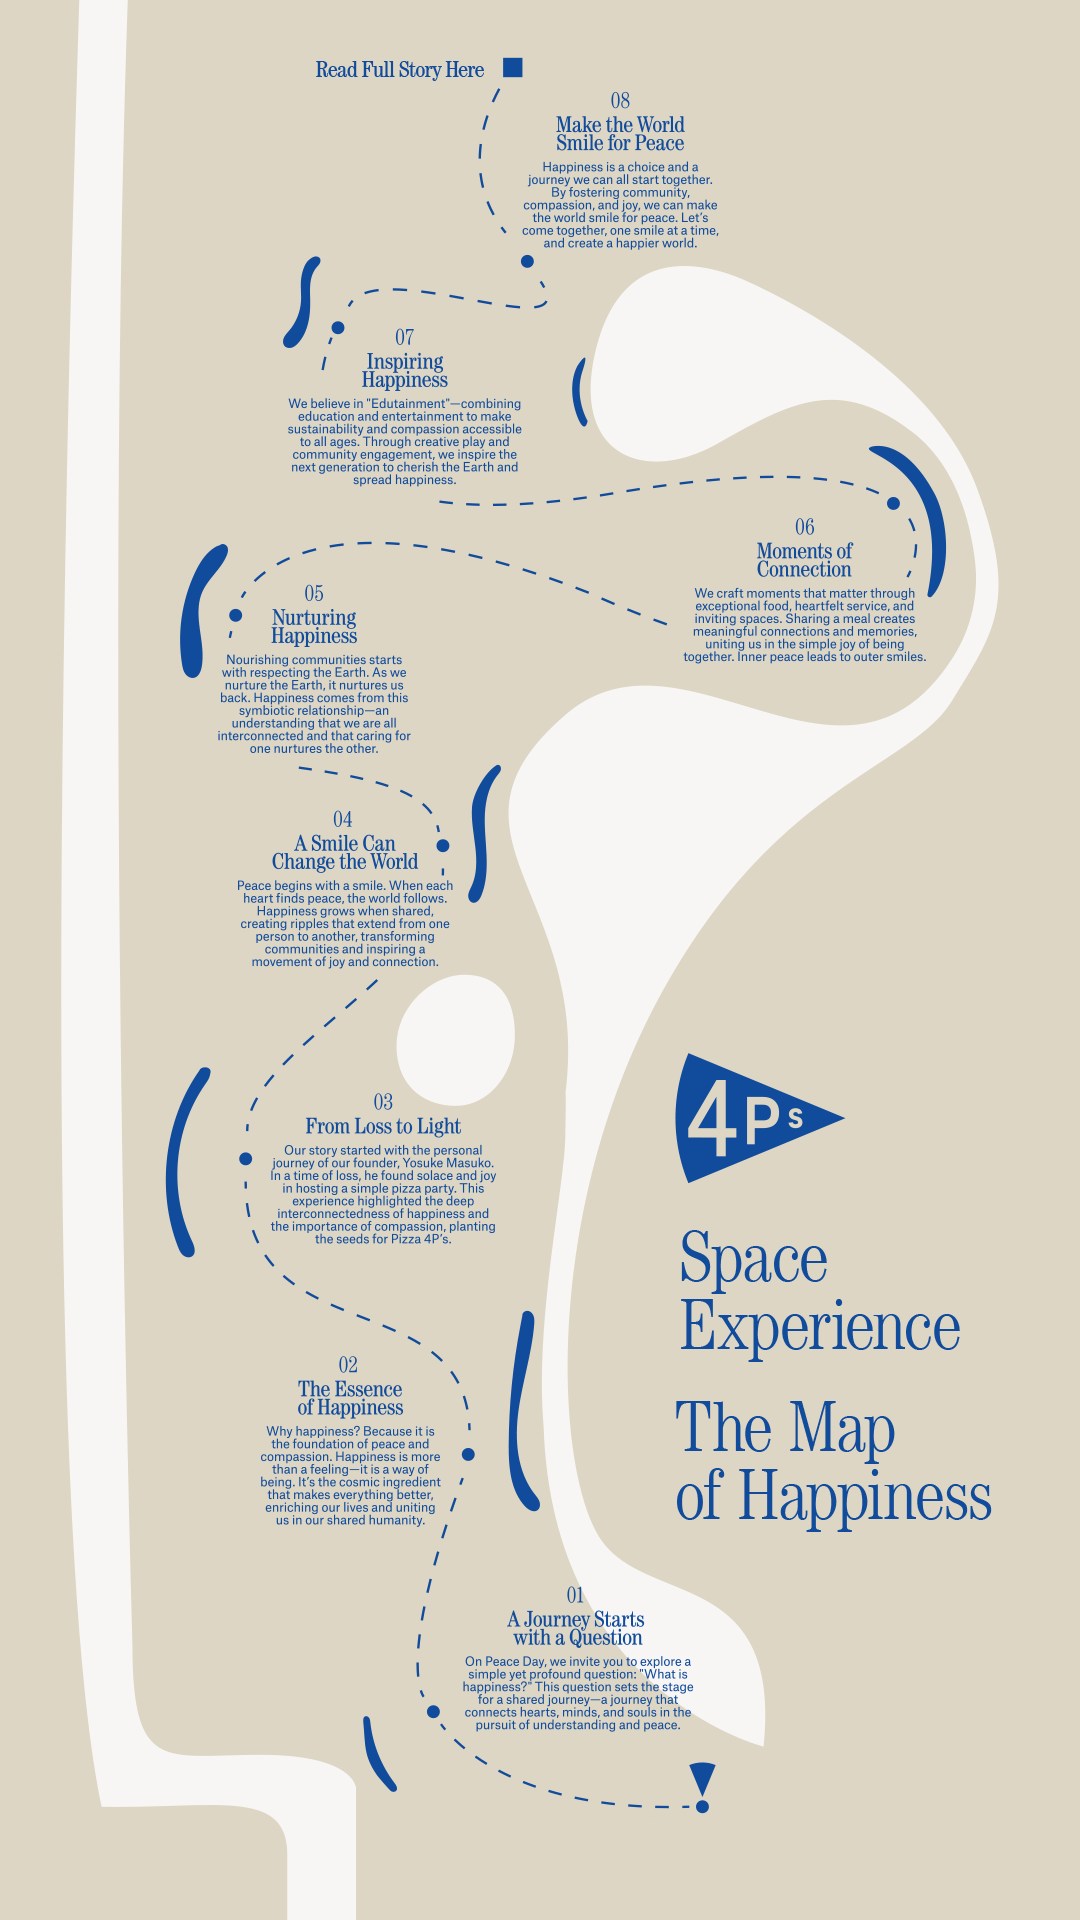 Read Full Story Here
08
Make the World
Smile for Peace
Happiness is a choice and a
journey we can all start together.
By fostering community,
compassion, and joy, we can make
the world smile for peace. Let's
come together, one smile at a time,
and create a happier world.
07
Inspiring
Happiness
We believe in "Edutainment"—combining
education and entertainment to make
sustainability and compassion accessible
to all ages. Through creative play and
community engagement, we inspire the
next generation to cherish the Earth and
spread happiness.
06
Moments of
Connection
We craft moments that matter through
exceptional food, heartfelt service, and
inviting spaces. Sharing a meal creates
meaningful connections and memories,
uniting us in the simple joy of being
together. Inner peace leads to outer smiles.
05
Nurturing
Happiness
Nourishing communities starts
with respecting the Earth. As we
nurture the Earth, it nurtures us
back. Happiness comes from this
symbiotic relationship—an
understanding that we are all
interconnected and that caring for
one nurtures the other.
04
A Smile Can
Change the World
Peace begins with a smile. When each
heart finds peace, the world follows.
Happiness grows when shared,
creating ripples that extend from one
person to another, transforming
communities and inspiring a
movement of joy and connection.
03
From Loss to Light
Our story started with the personal
journey of our founder, Yosuke Masuko.
In a time of loss, he found solace and joy
in hosting a simple pizza party. This
experience highlighted the deep
interconnectedness of happiness and
the importance of compassion, planting
the seeds for Pizza 4P's.
4Ps
Space
Experience
The Map
of Happiness
02
The Essence
of Happiness
Why happiness? Because it is
the foundation of peace and
compassion. Happiness is more
than a feeling—it is a way of
being. It's the cosmic ingredient
that makes everything better,
enriching our lives and uniting
us in our shared humanity.
01
A Journey Starts
with a Question
On Peace Day, we invite you to explore a
simple yet profound question: "What is
happiness?" This question sets the stage
for a shared journey—a journey that
connects hearts, minds, and souls in the
pursuit of understanding and peace.